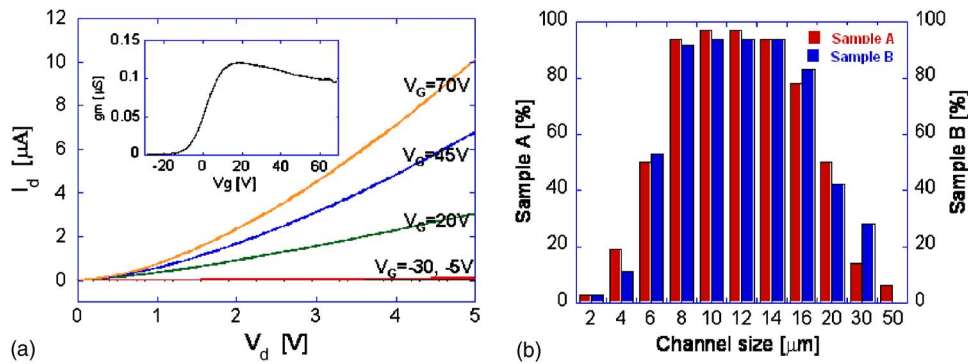 12
10
8
6
4
2
0
I_d [μA]
0 1 2 3 4 5
V_d [V]
V_G=70V
V_G=45V
V_G=20V
V_G=-30, -5V
0.15
0.1
0.05
0
gm [μS]
-20 0 20 40 60
Vg [V]
(a)
100
80
60
40
20
0
Sample A [%]
Sample A
Sample B
100
80
60
40
20
0
Sample B [%]
2 4 6 8 10 12 14 16 20 30 50
Channel size [μm]
(b)